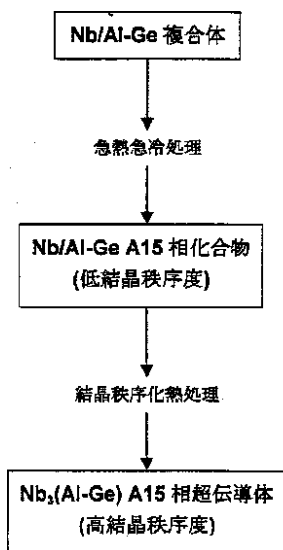 Nb/Al-Ge 複合体
急熱急冷処理
Nb/Al-Ge A15 相化合物
(低結晶秩序度)
結晶秩序化熱処理
Nb₃(Al-Ge) A15 相超伝導体
(高結晶秩序度)